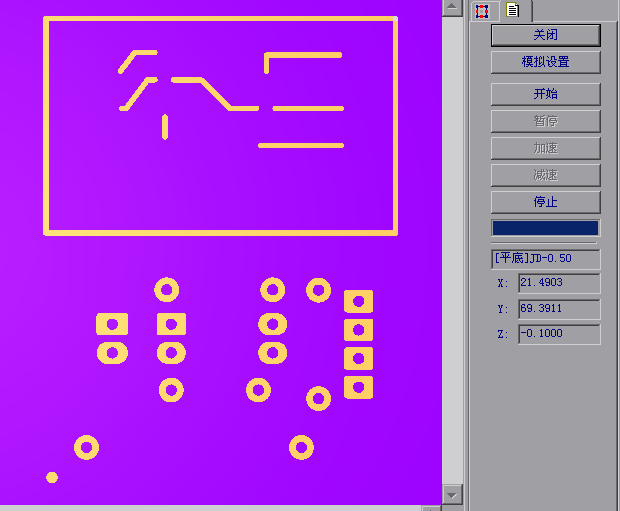 关闭
模拟设置
开始
暂停
加速
减速
停止
[平底]JD-0.50
X: 21.4903
Y: 69.3911
Z: -0.1000